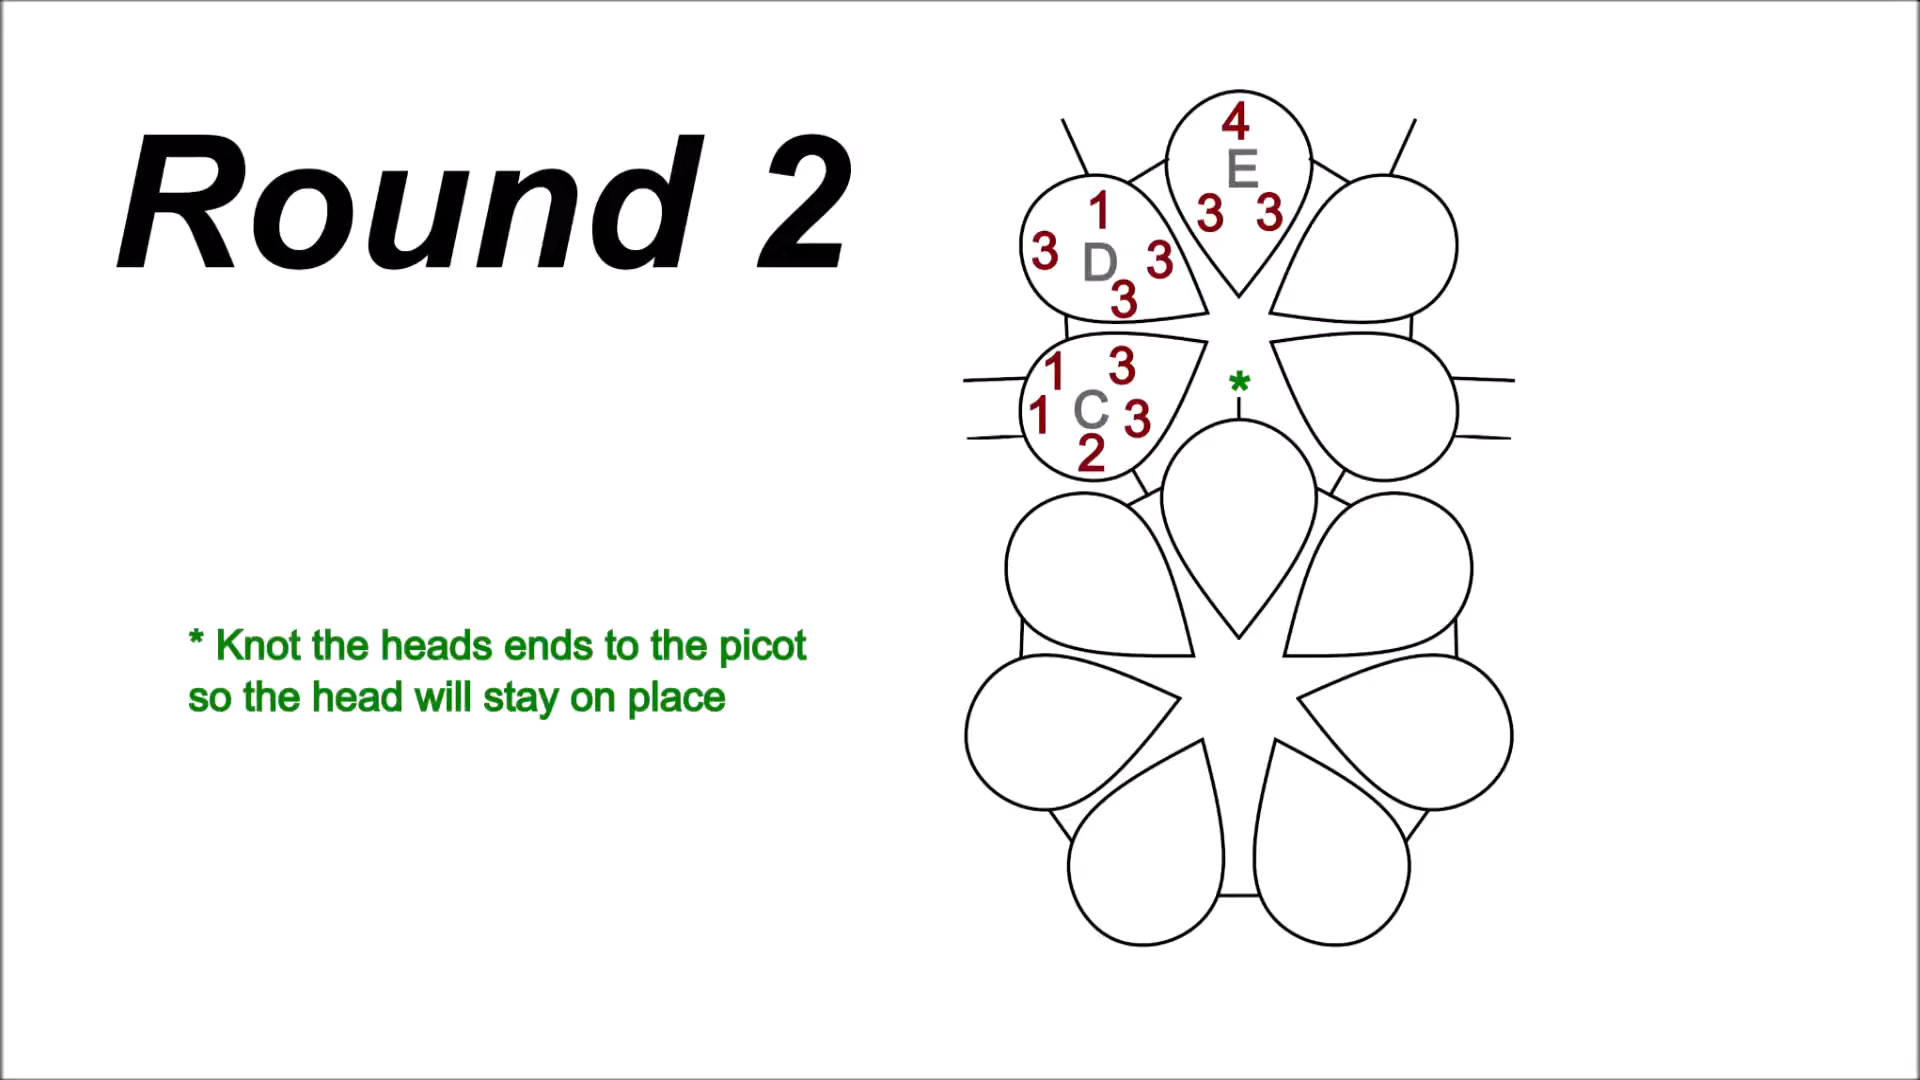 Round 2
4
E
3 3
1
3 D 3
3
1 3
1 C 3
2
*
* Knot the heads ends to the picot
so the head will stay on place